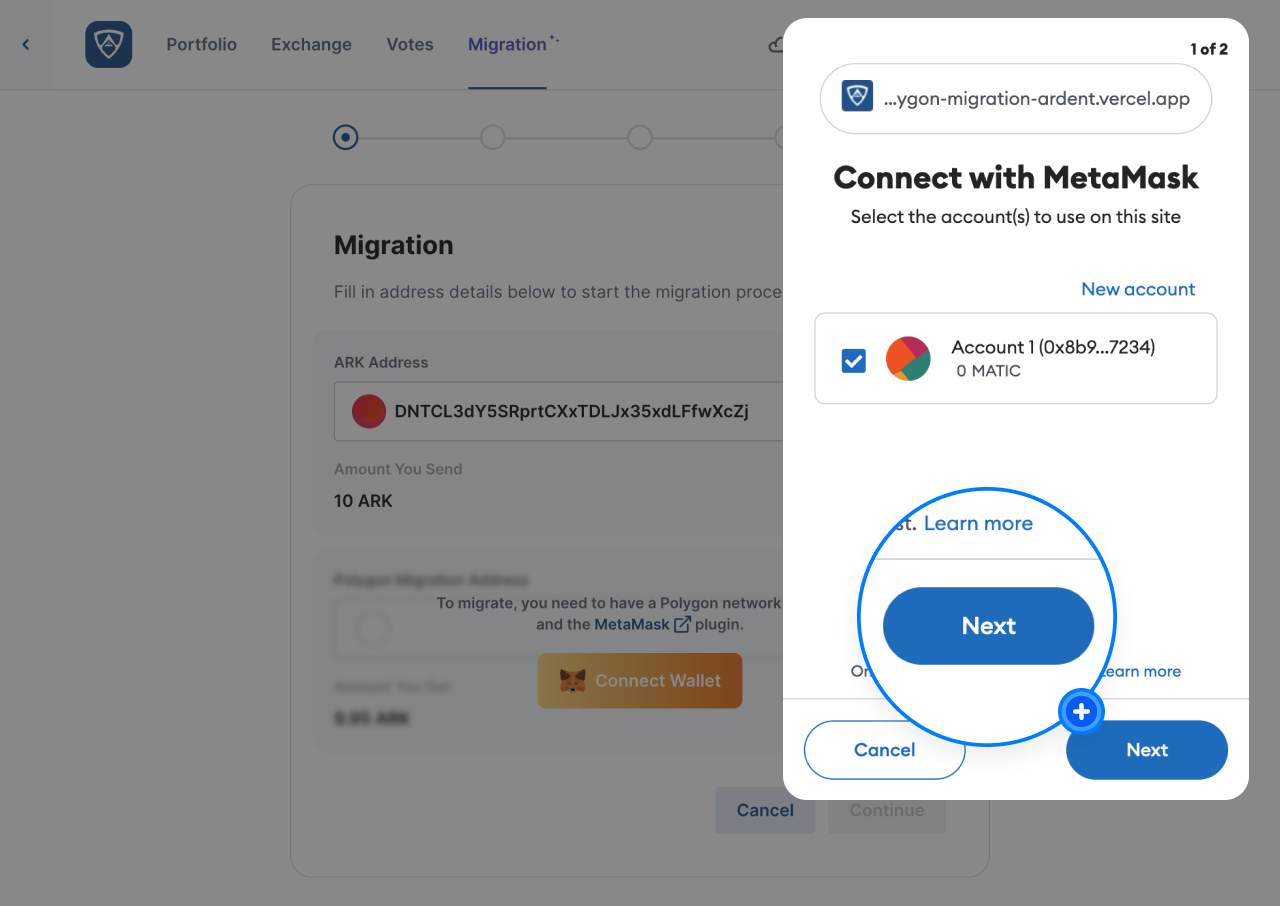 Portfolio
Exchange
Votes
Migration
Migration
Fill in address details below to start the migration proce
ARK Address
DNTCL3dY5SRprtCXxTDLJx35xdLFfwXcZj
Amount You Send
10 ARK
Polygon Migration Address
To migrate, you need to have a Polygon network
and the MetaMask plugin.
Connect Wallet
Amount You Get
9.95 ARK
Cancel
Continue
1 of 2
...ygon-migration-ardent.vercel.app
Connect with MetaMask
Select the account(s) to use on this site
New account
Account 1 (0x8b9...7234)
0 MATIC
st. Learn more
Next
On
earn more
Cancel
Next